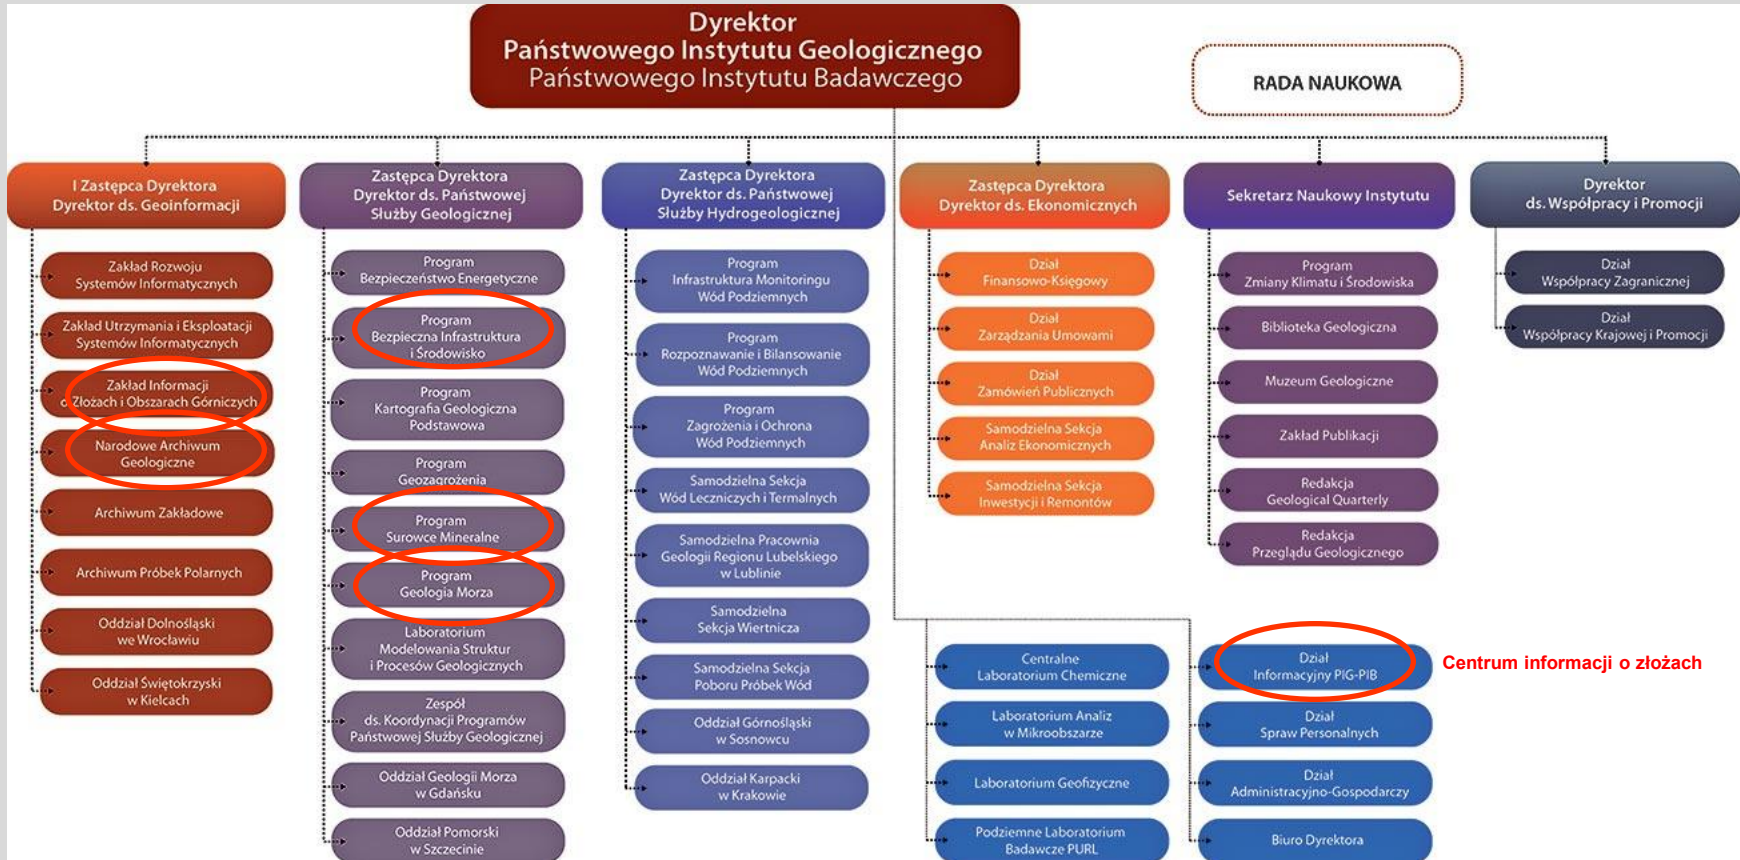 Dyrektor
Państwowego Instytutu Geologicznego
Państwowego Instytutu Badawczego
RADA NAUKOWA
I Zastępca Dyrektora
Dyrektor ds. Geoinformacji
Zakład Rozwoju
Systemów Informatycznych
Zakład Utrzymania i Eksploatacji
Systemów Informatycznych
Zakład Informacji
o Złożach i Obszarach Górniczych
Narodowe Archiwum
Geologiczne
Archiwum Zakładowe
Archiwum Próbek Polarnych
Oddział Dolnośląski
we Wrocławiu
Oddział Świętokrzyski
w Kielcach
Zastępca Dyrektora
Dyrektor ds. Państwowej
Służby Geologicznej
Program
Bezpieczeństwo Energetyczne
Program
Bezpieczna Infrastruktura
i Środowisko
Program
Kartografia Geologiczna
Podstawowa
Program
Geozagrożenia
Program
Surowce Mineralne
Program
Geologia Morza
Laboratorium
Modelowania Struktur
i Procesów Geologicznych
Zespół
ds. Koordynacji Programów
Państwowej Służby Geologicznej
Oddział Geologii Morza
w Gdańsku
Oddział Pomorski
w Szczecinie
Zastępca Dyrektora
Dyrektor ds. Państwowej
Służby Hydrogeologicznej
Program
Infrastruktura Monitoringu
Wód Podziemnych
Program
Rozpoznawanie i Bilansowanie
Wód Podziemnych
Program
Zagrożenia i Ochrona
Wód Podziemnych
Samodzielna Sekcja
Wód Leczniczych i Termalnych
Samodzielna Pracownia
Geologii Regionu Lubelskiego
w Lublinie
Samodzielna
Sekcja Wiertnicza
Samodzielna Sekcja
Poboru Próbek Wód
Oddział Górnośląski
w Sosnowcu
Oddział Karpacki
w Krakowie
Zastępca Dyrektora
Dyrektor ds. Ekonomicznych
Dział
Finansowo-Księgowy
Dział
Zarządzania Umowami
Dział
Zamówień Publicznych
Samodzielna Sekcja
Analiz Ekonomicznych
Samodzielna Sekcja
Inwestycji i Remontów
Sekretarz Naukowy Instytutu
Program
Zmiany Klimatu i Środowiska
Biblioteka Geologiczna
Muzeum Geologiczne
Zakład Publikacji
Redakcja
Geological Quarterly
Redakcja
Przeglądu Geologicznego
Dyrektor
ds. Współpracy i Promocji
Dział
Współpracy Zagranicznej
Dział
Współpracy Krajowej i Promocji
Centralne
Laboratorium Chemiczne
Laboratorium Analiz
w Mikroobszarze
Laboratorium Geofizyczne
Podziemne Laboratorium
Badawcze PURL
Dział
Informacyjny PIG-PIB
Centrum informacji o złożach
Dział
Spraw Personalnych
Dział
Administracyjno-Gospodarczy
Biuro Dyrektora